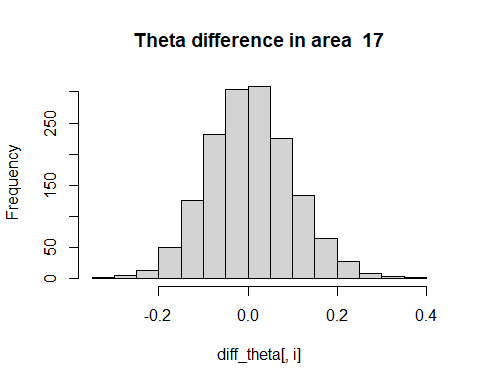 Theta difference in area  17
Frequency
250
150
50
0
-0.2
0.0
0.2
0.4
diff_theta[, i]